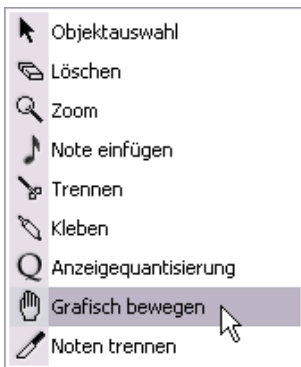 Objektauswahl
Löschen
Zoom
Note einfügen
Trennen
Kleben
Q Anzeigequantisierung
Grafisch bewegen
Noten trennen